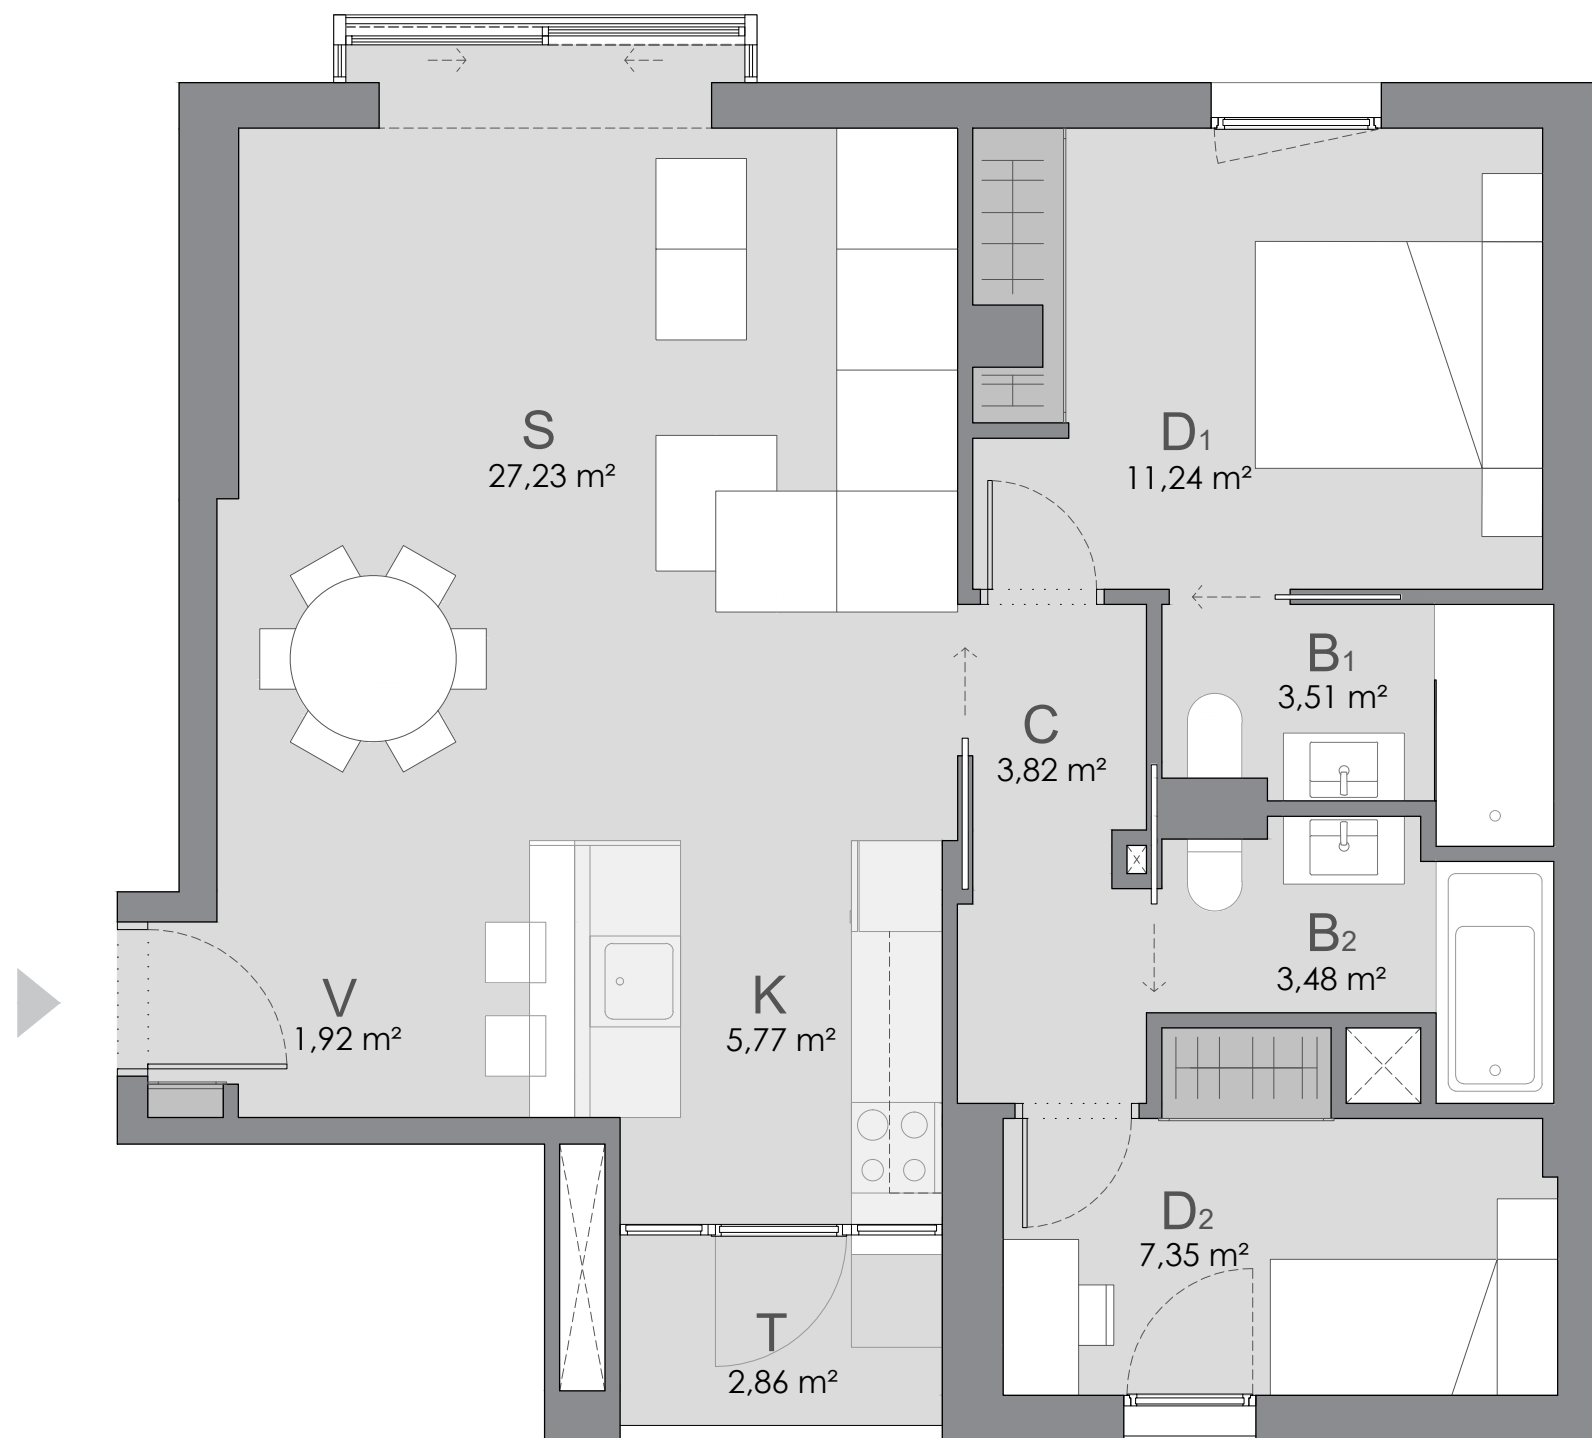 S
27,23 m²
D1
11,24 m²
B1
3,51 m²
C
3,82 m²
B2
3,48 m²
V
1,92 m²
K
5,77 m²
D2
7,35 m²
T
2,86 m²